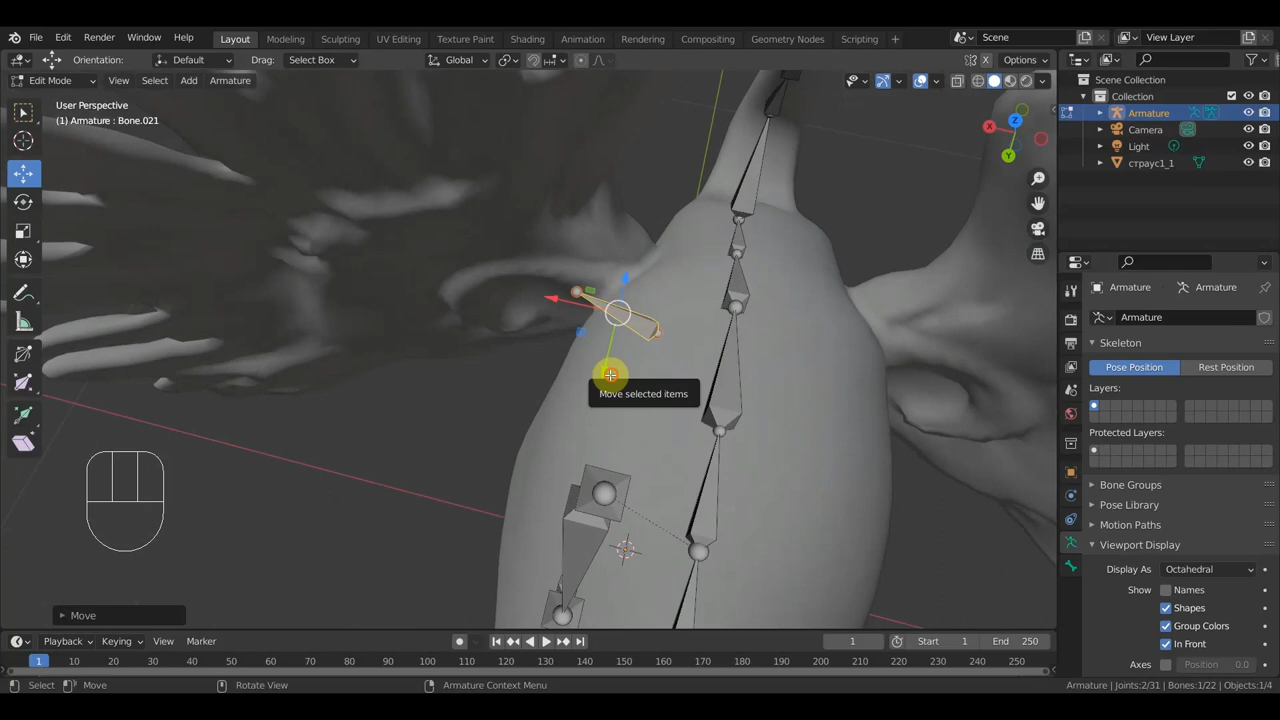 File Edit Render Window Help Layout Modeling Sculpting UV Editing Texture Paint Shading Animation Rendering Compositing Geometry Nodes Scripting + Scene View Layer
Orientation: Default Drag: Select Box Global X Options
Edit Mode View Select Add Armature
User Perspective
(1) Armature : Bone.021
X Y Z
Move selected items
Move
Scene Collection
Collection
Armature
Camera
Light
страус1_1
Armature Armature
Armature
Skeleton
Pose Position Rest Position
Layers:
Protected Layers:
Bone Groups
Pose Library
Motion Paths
Viewport Display
Display As Octahedral
Show Names
Shapes
Group Colors
In Front
Axes Position 0.0
Playback Keying View Marker 1 Start 1 End 250
1 10 20 30 40 50 60 70 80 90 100 110 120 130 140 150 160 170 180 190 200 210 220 230 240 250
Select Move Rotate View Armature Context Menu Armature | Joints:2/31 | Bones:1/22 | Objects:1/4